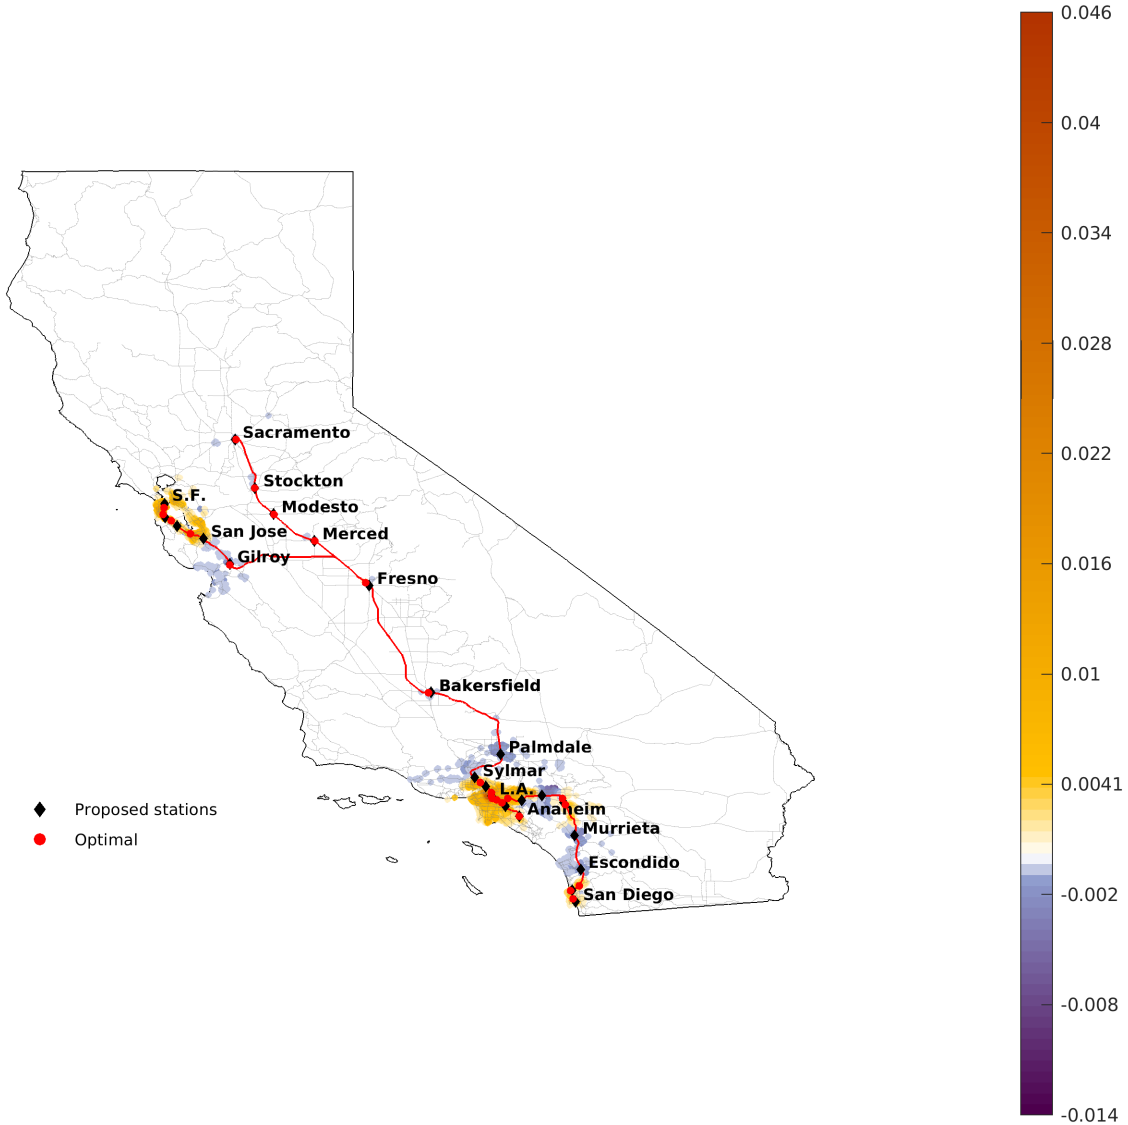 0.046
0.04
0.034
0.028
0.022
0.016
0.01
0.0041
-0.002
-0.008
-0.014
Sacramento
Stockton
S.F.
Modesto
San Jose
Merced
Gilroy
Fresno
Bakersfield
Palmdale
Sylmar
L.A.
Anaheim
Murrieta
Escondido
San Diego
Proposed stations
Optimal